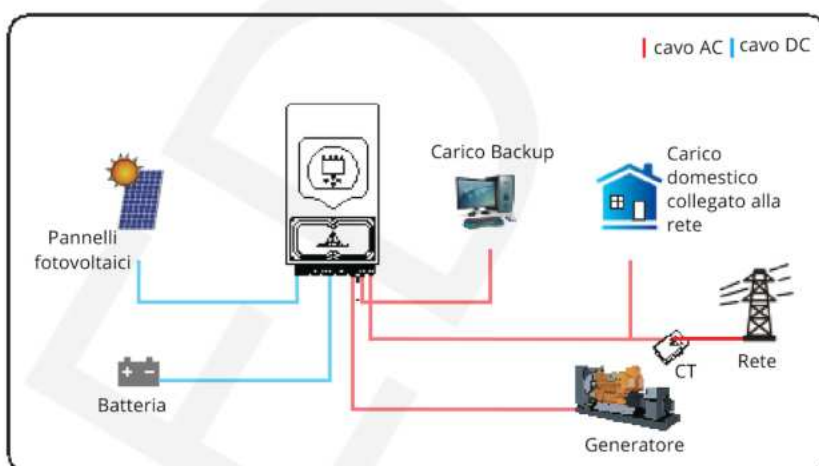 cavo AC cavo DC
Carico Backup
Carico
domestico
collegato alla
rete
Pannelli
fotovoltaici
CT
Rete
Batteria
Generatore